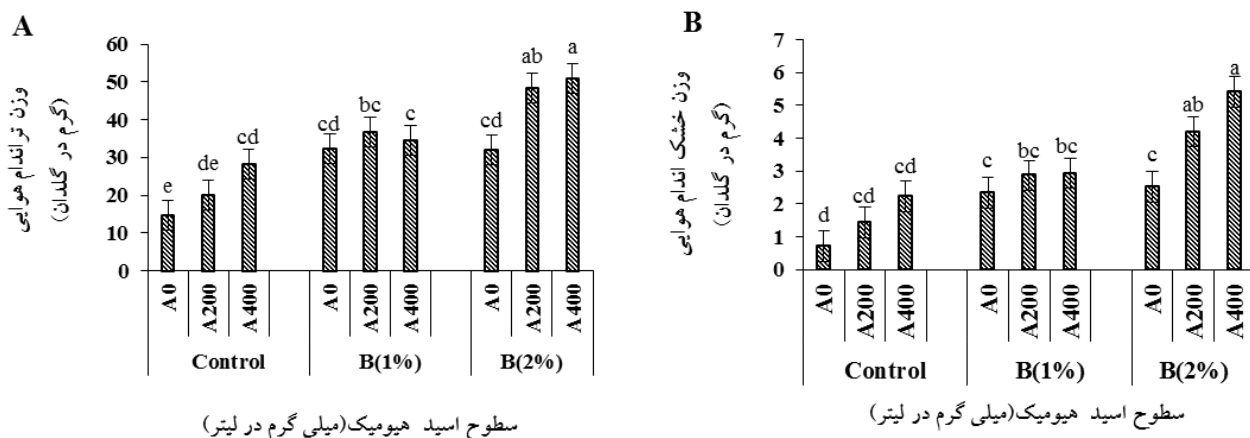 A
وزن تر اندام هوایی
(گرم در گلدان)
60
50
40
30
20
10
0
e
de
cd
cd
bc
c
cd
ab
a
A0
A200
A400
A0
A200
A400
A0
A200
A400
Control
B(1%)
B(2%)
سطوح اسید هیومیک(میلی گرم در لیتر)
B
وزن خشک اندام هوایی
(گرم در گلدان)
7
6
5
4
3
2
1
0
d
cd
cd
c
bc
bc
c
ab
a
A0
A200
A400
A0
A200
A400
A0
A200
A400
Control
B(1%)
B(2%)
سطوح اسید هیومیک(میلی گرم در لیتر)